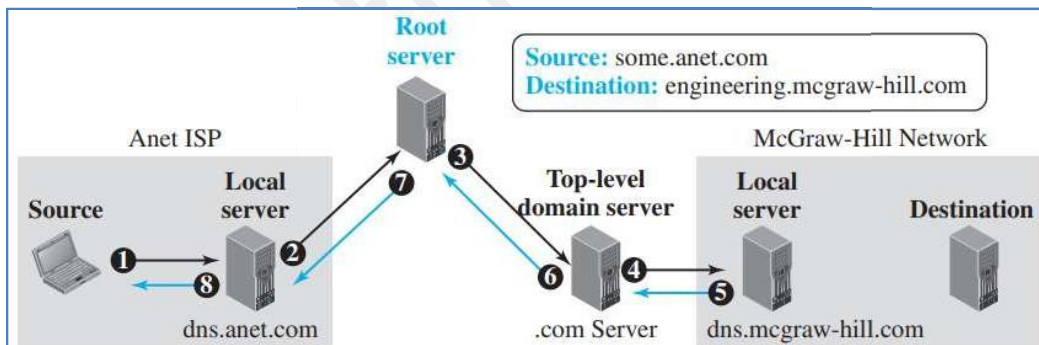 Root
server
Source: some.anet.com
Destination: engineering.mcgraw-hill.com
Anet ISP
McGraw-Hill Network
Source
Local
server
Top-level
domain server
Local
server
Destination
1
2
3
4
5
6
7
8
dns.anet.com
.com Server
dns.mcgraw-hill.com